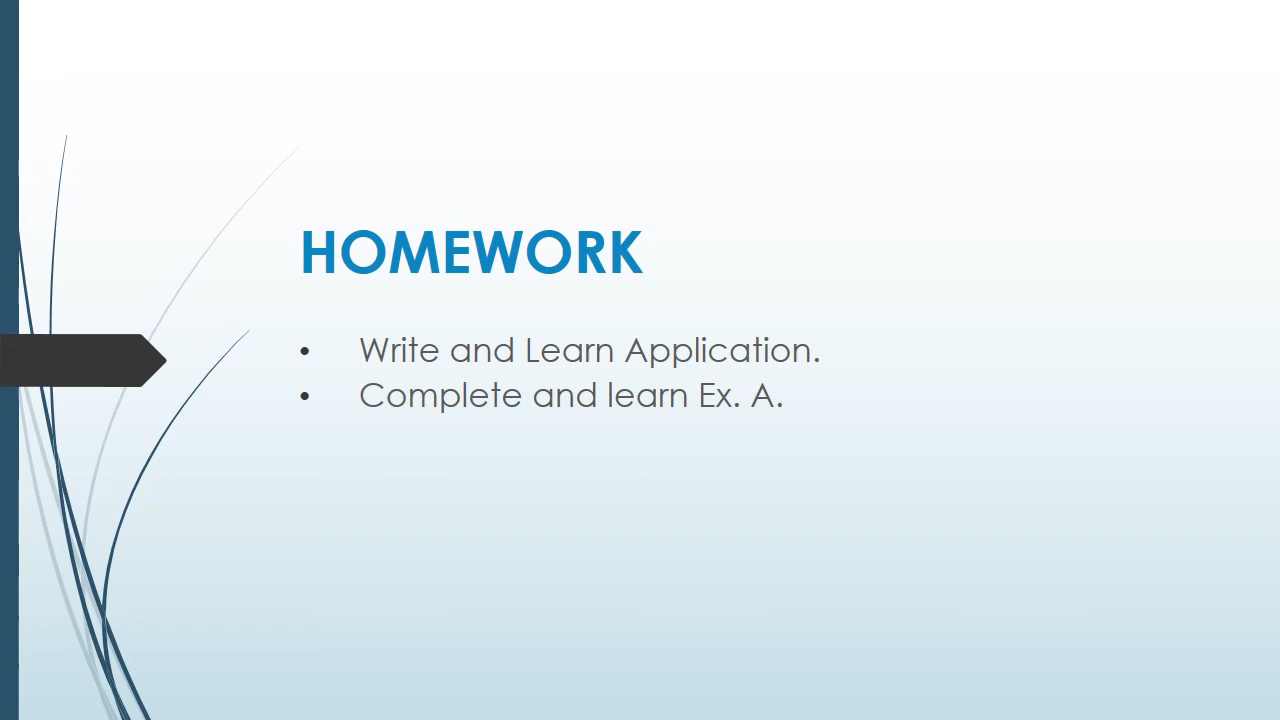 HOMEWORK
• Write and Learn Application.
• Complete and learn Ex. A.